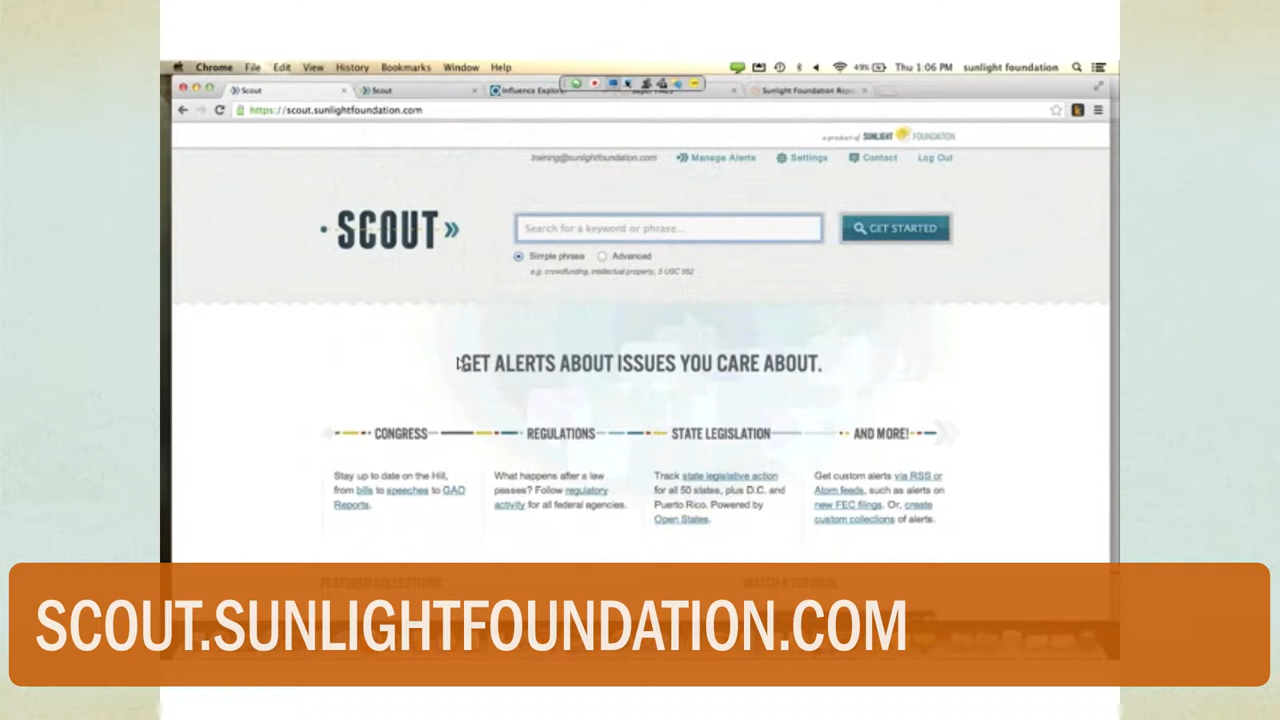 Chrome File Edit View History Bookmarks Window Help 49% Thu 1:06 PM sunlight foundation
Scout Scout Influence Explor Sunlight Foundation Rep
https://scout.sunlightfoundation.com
a product of SUNLIGHT FOUNDATION
training@sunlightfoundation.com Manage Alerts Settings Contact Log Out
SCOUT
Search for a keyword or phrase...
GET STARTED
Simple phrase Advanced
e.g. crowdfunding, intellectual property, 5 USC 552
GET ALERTS ABOUT ISSUES YOU CARE ABOUT.
CONGRESS
Stay up to date on the Hill,
from bills to speeches to GAO
Reports.
REGULATIONS
What happens after a law
passes? Follow regulatory
activity for all federal agencies.
STATE LEGISLATION
Track state legislative action
for all 50 states, plus D.C. and
Puerto Rico. Powered by
Open States.
AND MORE!
Get custom alerts via RSS or
Atom feeds, such as alerts on
new FEC filings. Or, create
custom collections of alerts.
FEATURED COLLECTIONS WATCH A TUTORIAL
SCOUT.SUNLIGHTFOUNDATION.COM